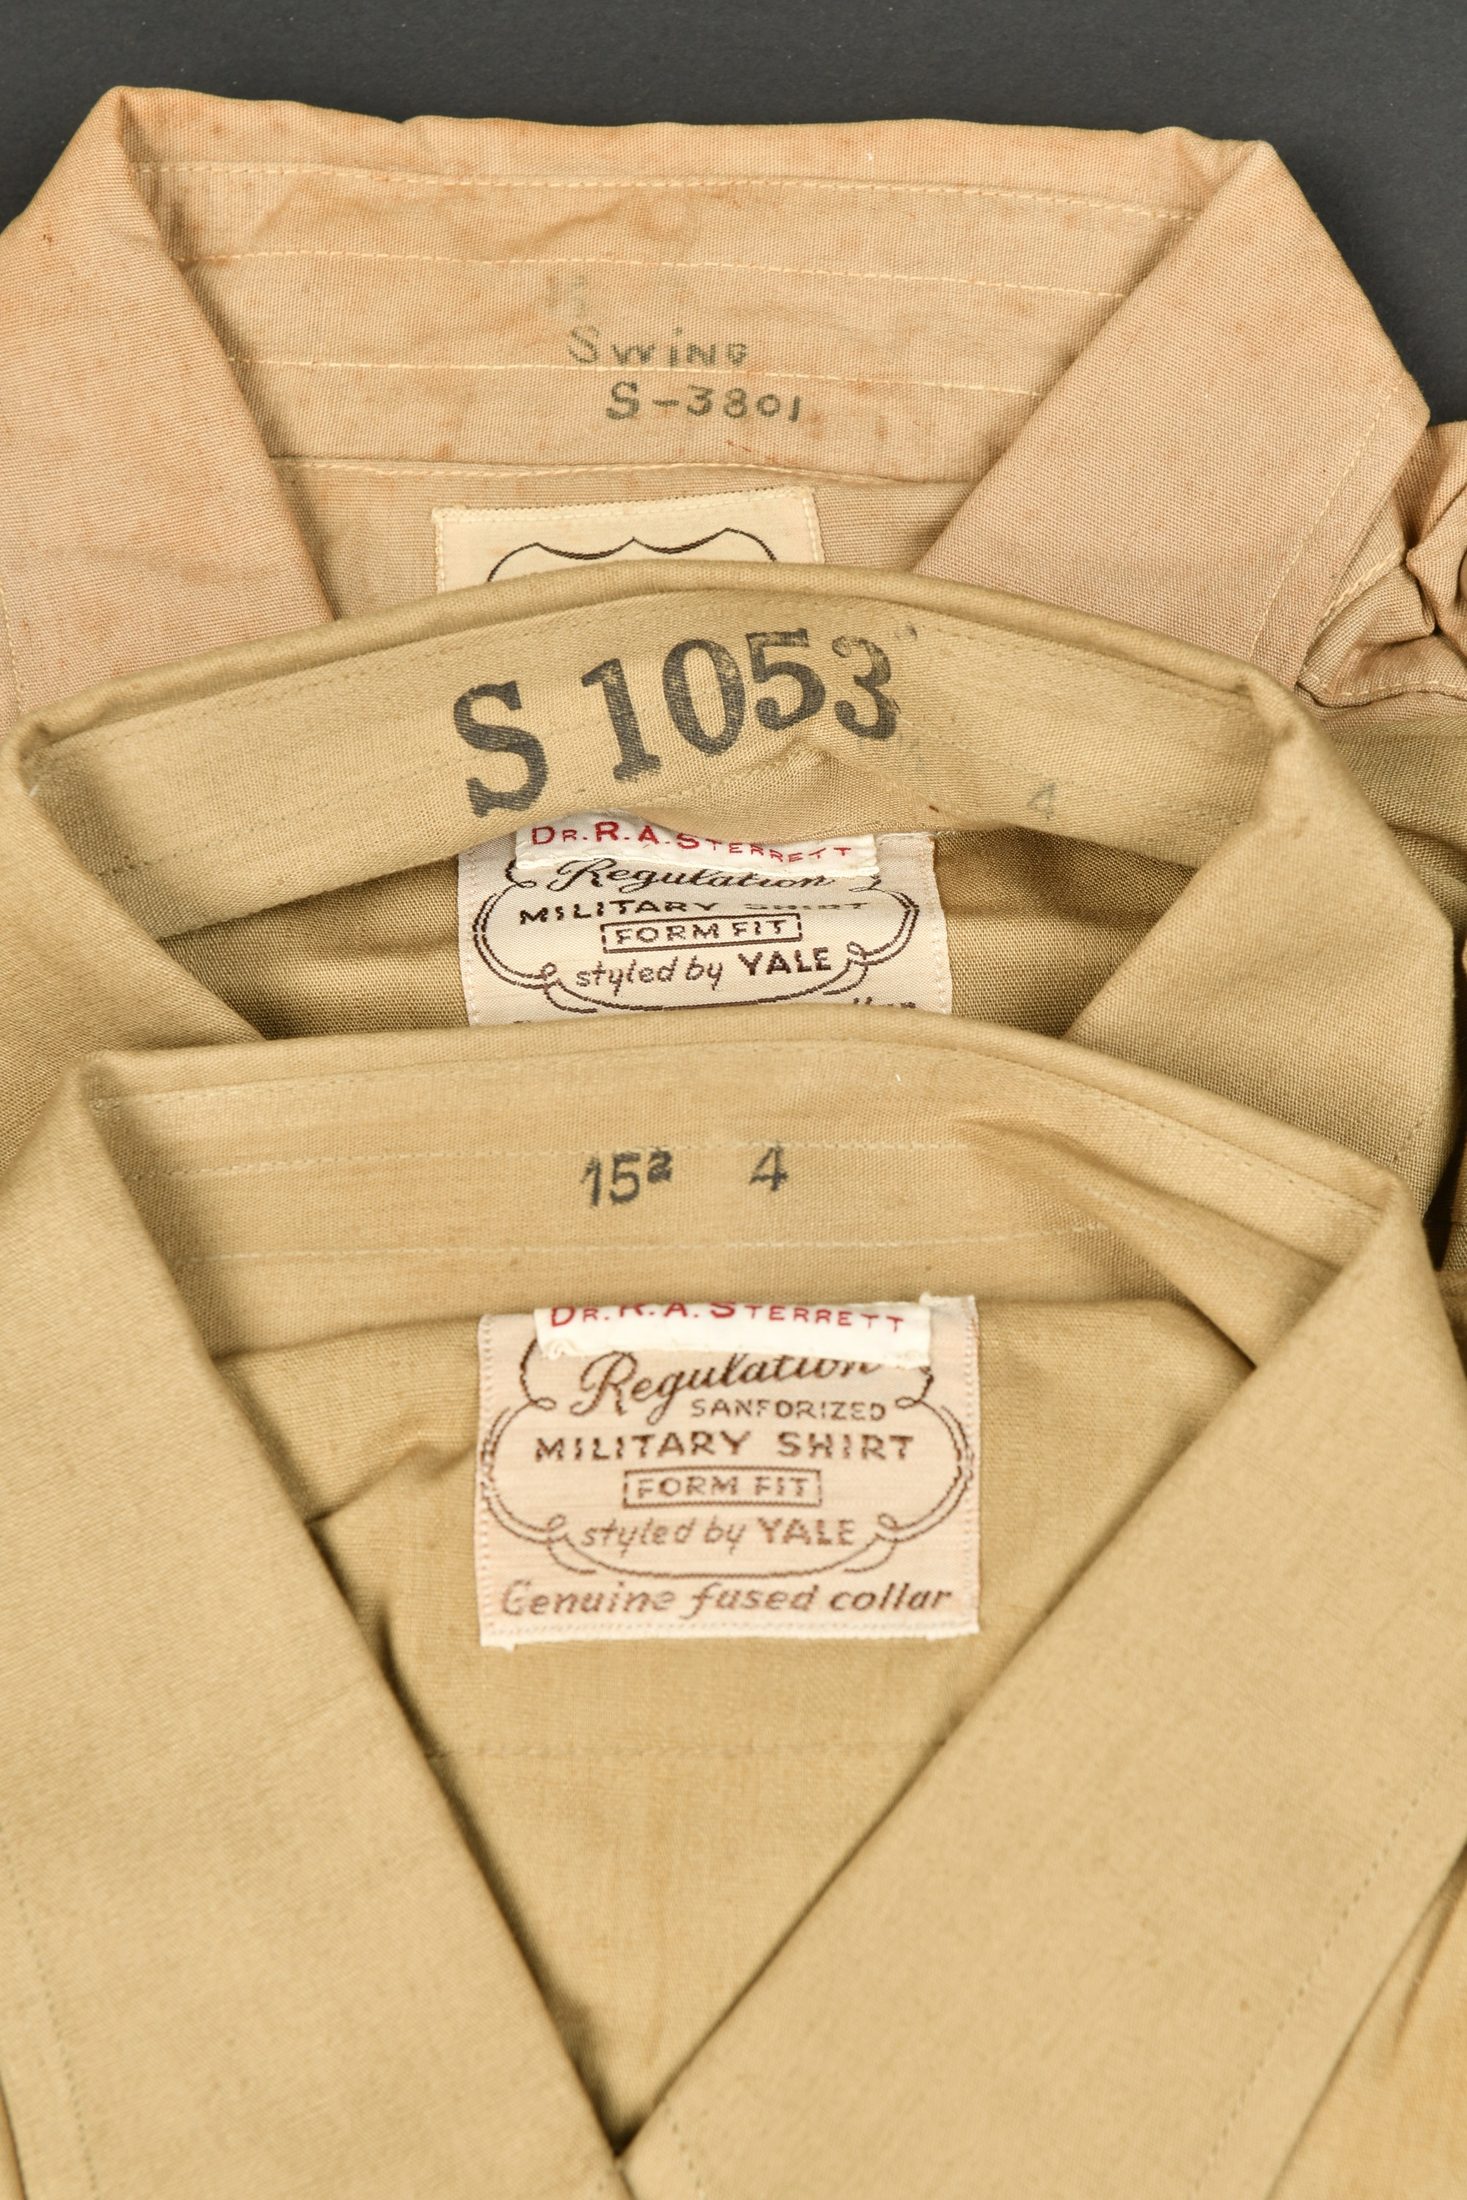 Swing
S-3801
S 1053
4
DR. R. A. STERRETT
Regulation
MILITARY SHIRT
FORM FIT
styled by YALE
15² 4
DR. R. A. STERRETT
Regulation
SANFORIZED
MILITARY SHIRT
FORM FIT
styled by YALE
Genuine fused collar